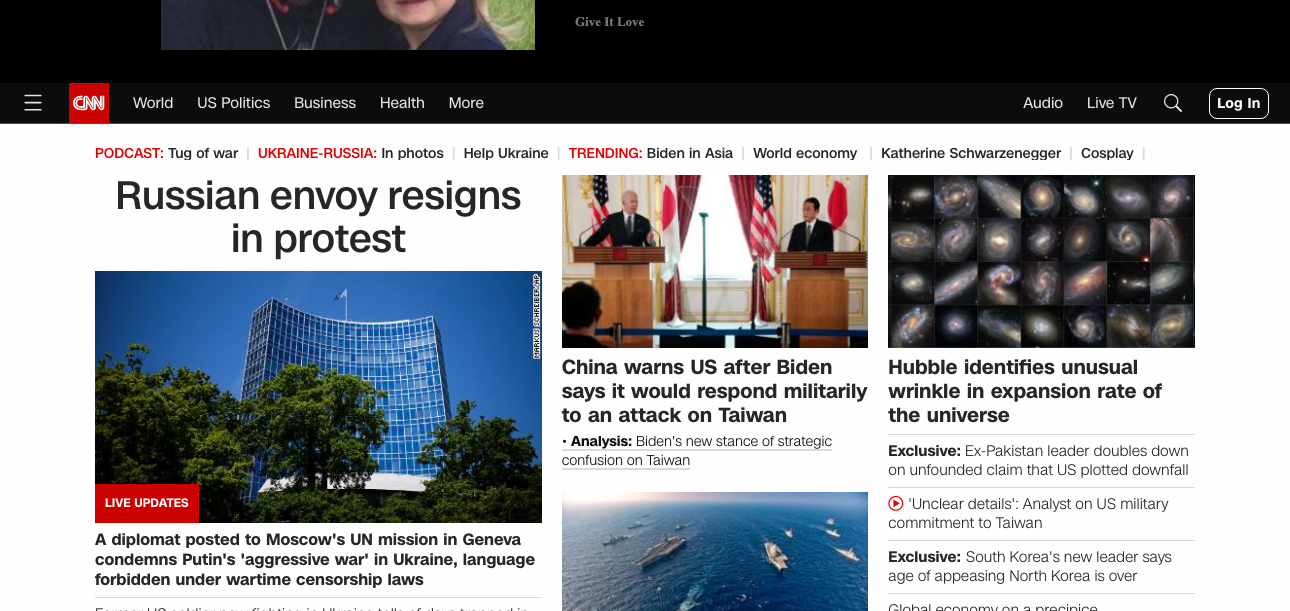 Give It Love
CNN
World
US Politics
Business
Health
More
Audio
Live TV
Log In
PODCAST: Tug of war | UKRAINE-RUSSIA: In photos | Help Ukraine | TRENDING: Biden in Asia | World economy | Katherine Schwarzenegger | Cosplay |
Russian envoy resigns
in protest
MARKUS SCHREIBER/AP
LIVE UPDATES
A diplomat posted to Moscow's UN mission in Geneva
condemns Putin's 'aggressive war' in Ukraine, language
forbidden under wartime censorship laws
China warns US after Biden
says it would respond militarily
to an attack on Taiwan
• Analysis: Biden's new stance of strategic
confusion on Taiwan
Hubble identifies unusual
wrinkle in expansion rate of
the universe
Exclusive: Ex-Pakistan leader doubles down
on unfounded claim that US plotted downfall
'Unclear details': Analyst on US military
commitment to Taiwan
Exclusive: South Korea's new leader says
age of appeasing North Korea is over
Global economy on a precipice